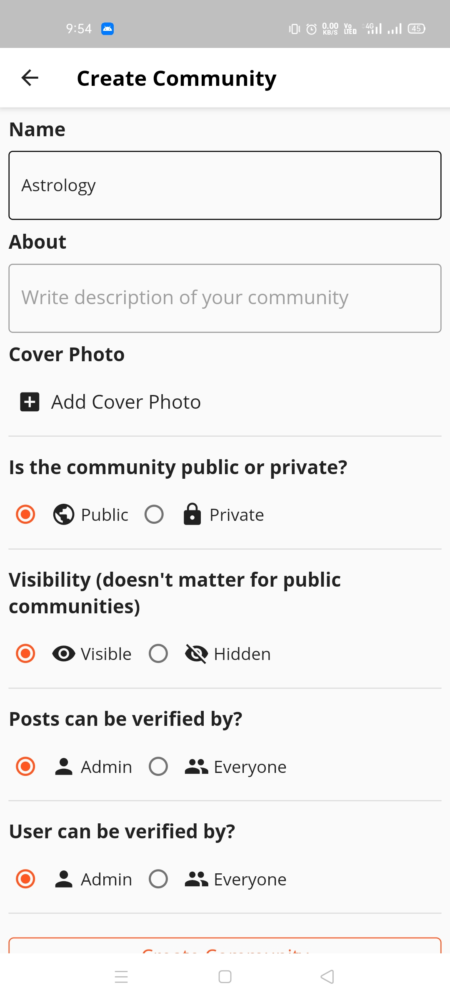 9:54
0.00
KB/S
Vo
LTE D
4G
45
Create Community
Name
Astrology
About
Write description of your community
Cover Photo
Add Cover Photo
Is the community public or private?
Public
Private
Visibility (doesn't matter for public
communities)
Visible
Hidden
Posts can be verified by?
Admin
Everyone
User can be verified by?
Admin
Everyone
Create Community